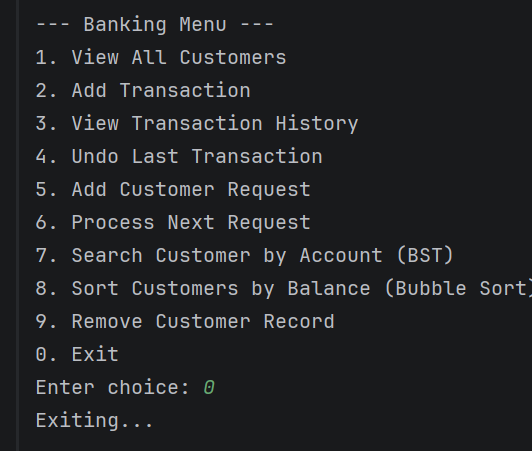 --- Banking Menu ---
1. View All Customers
2. Add Transaction
3. View Transaction History
4. Undo Last Transaction
5. Add Customer Request
6. Process Next Request
7. Search Customer by Account (BST)
8. Sort Customers by Balance (Bubble Sort)
9. Remove Customer Record
0. Exit
Enter choice: 0
Exiting...